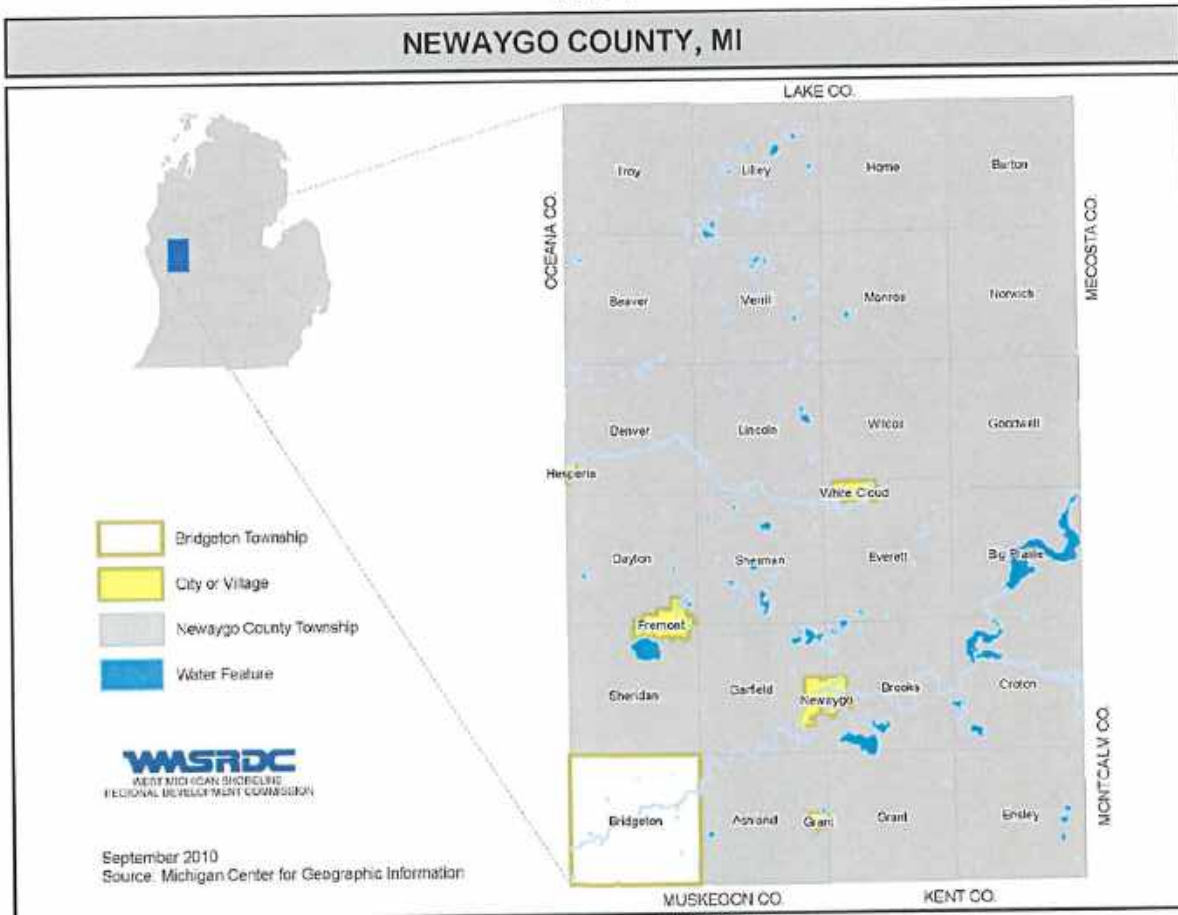 NEWAYGO COUNTY, MI
LAKE CO.
OCEANA CO.
MECOSTA CO.
Troy
Lilley
Home
Barton
Beaver
Merrill
Monroe
Norwich
Denver
Lincoln
Wilcox
Goodwell
Hesperia
White Cloud
Dayton
Sherman
Everett
Big Prairie
Fremont
Sheridan
Garfield
Newaygo
Brooks
Croton
MONTCALM CO.
Bridgeton
Ashland
Grant
Grant
Ensley
MUSKEGON CO.
KENT CO.
Bridgeton Township
City or Village
Newaygo County Township
Water Feature
WMSRDC
WEST MICHIGAN SHORELINE
REGIONAL DEVELOPMENT COMMISSION
September 2010
Source: Michigan Center for Geographic Information